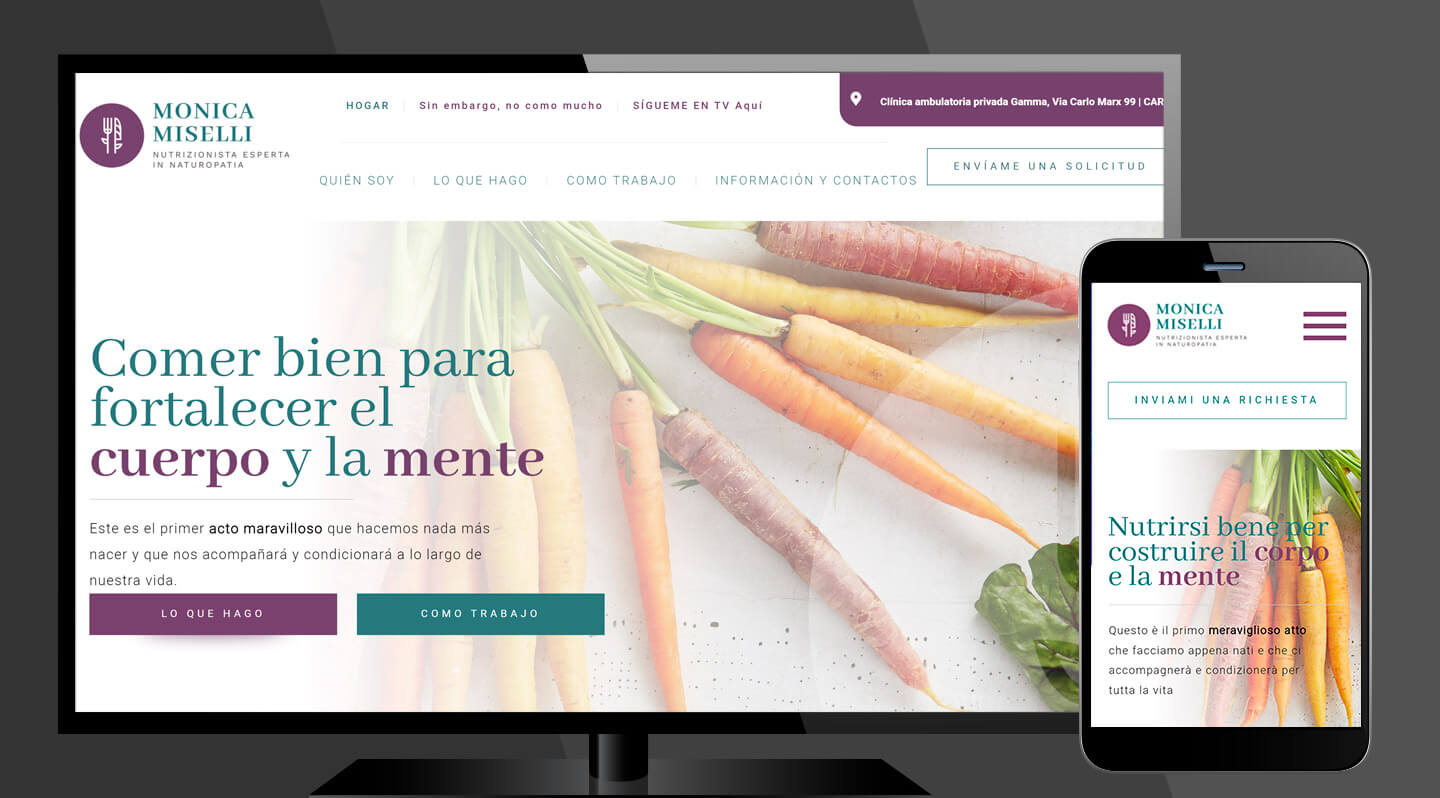 MONICA
MISELLI
NUTRIZIONISTA ESPERTA
IN NATUROPATIA
HOGAR
Sin embargo, no como mucho
SÍGUEME EN TV Aquí
Clínica ambulatoria privada Gamma, Via Carlo Marx 99 | CAR
ENVÍAME UNA SOLICITUD
QUIÉN SOY
LO QUE HAGO
COMO TRABAJO
INFORMACIÓN Y CONTACTOS
Comer bien para
fortalecer el
cuerpo y la mente
Este es el primer acto maravilloso que hacemos nada más
nacer y que nos acompañará y condicionará a lo largo de
nuestra vida.
LO QUE HAGO
COMO TRABAJO
MONICA
MISELLI
NUTRIZIONISTA ESPERTA
IN NATUROPATIA
INVIAMI UNA RICHIESTA
Nutrirsi bene per
costruire il corpo
e la mente
Questo è il primo meraviglioso atto
che facciamo appena nati e che ci
accompagnerà e condizionerà per
tutta la vita